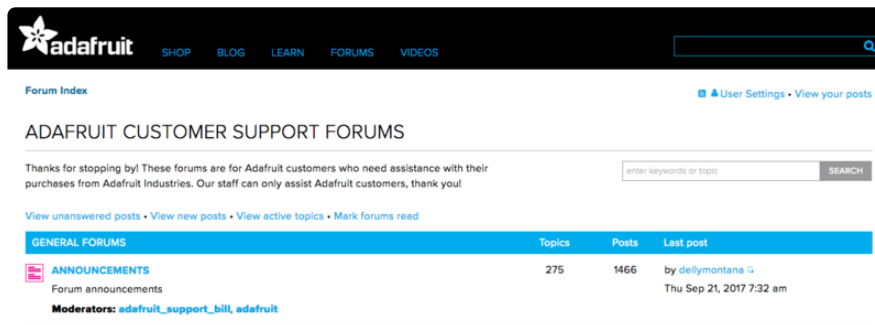 adafruit SHOP BLOG LEARN FORUMS VIDEOS
Forum Index User Settings • View your posts
ADAFRUIT CUSTOMER SUPPORT FORUMS
Thanks for stopping by! These forums are for Adafruit customers who need assistance with their
purchases from Adafruit Industries. Our staff can only assist Adafruit customers, thank you!
enter keywords or topic SEARCH
View unanswered posts • View new posts • View active topics • Mark forums read
GENERAL FORUMS Topics Posts Last post
ANNOUNCEMENTS 275 1466 by dellymontana
Forum announcements Thu Sep 21, 2017 7:32 am
Moderators: adafruit_support_bill, adafruit